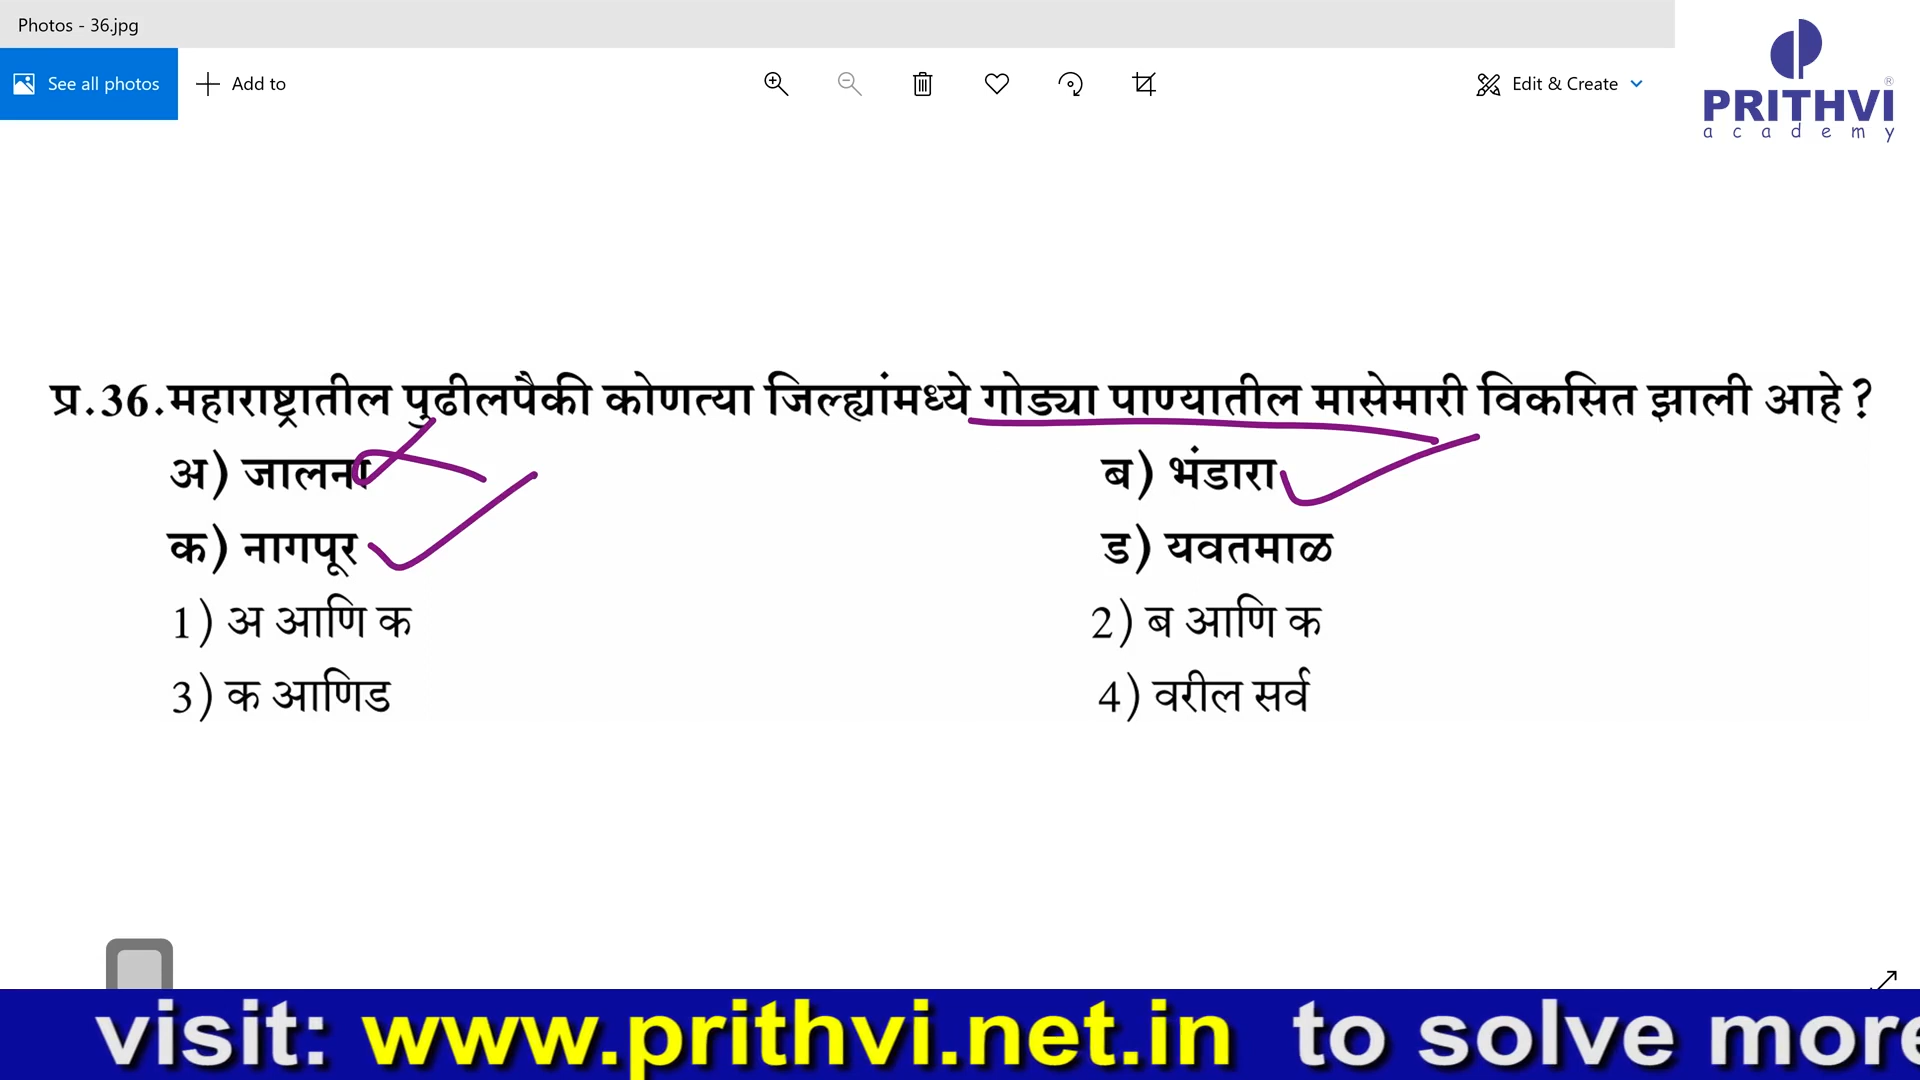 Photos - 36.jpg
See all photos
Add to
Edit & Create
PRITHVI®
academy
प्र.36.महाराष्ट्रातील पुढीलपैकी कोणत्या जिल्ह्यांमध्ये गोड्या पाण्यातील मासेमारी विकसित झाली आहे ?
अ) जालना
ब) भंडारा
क) नागपूर
ड) यवतमाळ
1) अ आणि क
2) ब आणि क
3) क आणिड
4) वरील सर्व
visit: www.prithvi.net.in to solve more